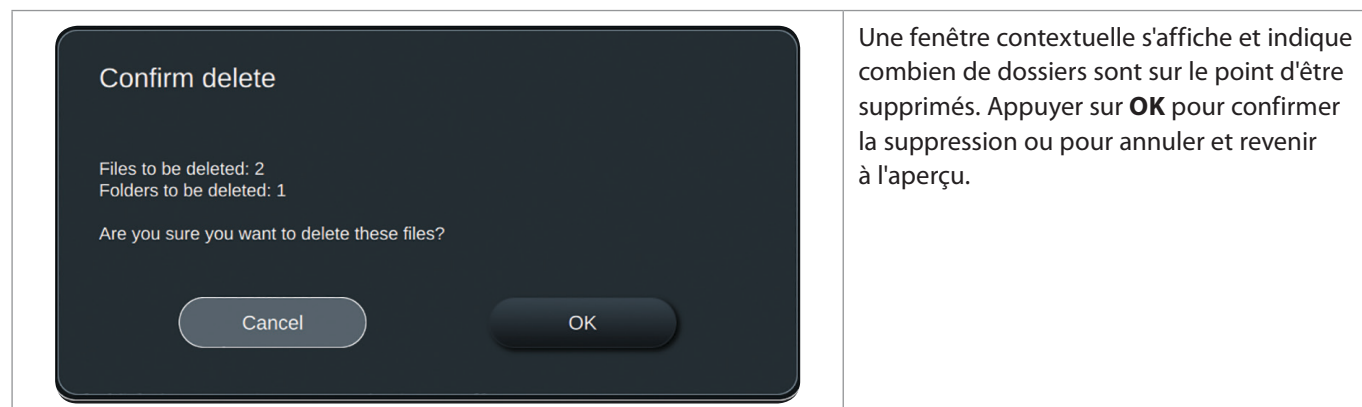 Confirm delete
Files to be deleted: 2
Folders to be deleted: 1
Are you sure you want to delete these files?
Cancel
OK
Une fenêtre contextuelle s'affiche et indique
combien de dossiers sont sur le point d'être
supprimés. Appuyer sur OK pour confirmer
la suppression ou pour annuler et revenir
à l'aperçu.